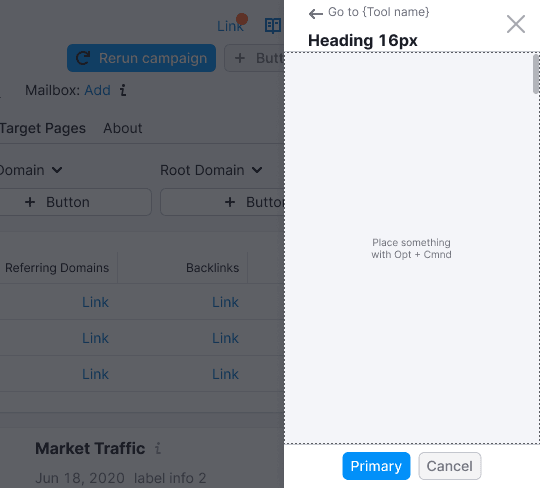 Link
Rerun campaign
Mailbox: Add i
Target Pages About
Domain Root Domain
+ Button
Referring Domains Backlinks
Link Link
Link Link
Link Link
Market Traffic i
Jun 18, 2020 label info 2
← Go to {Tool name}
Heading 16px
Place something
with Opt + Cmnd
Primary Cancel